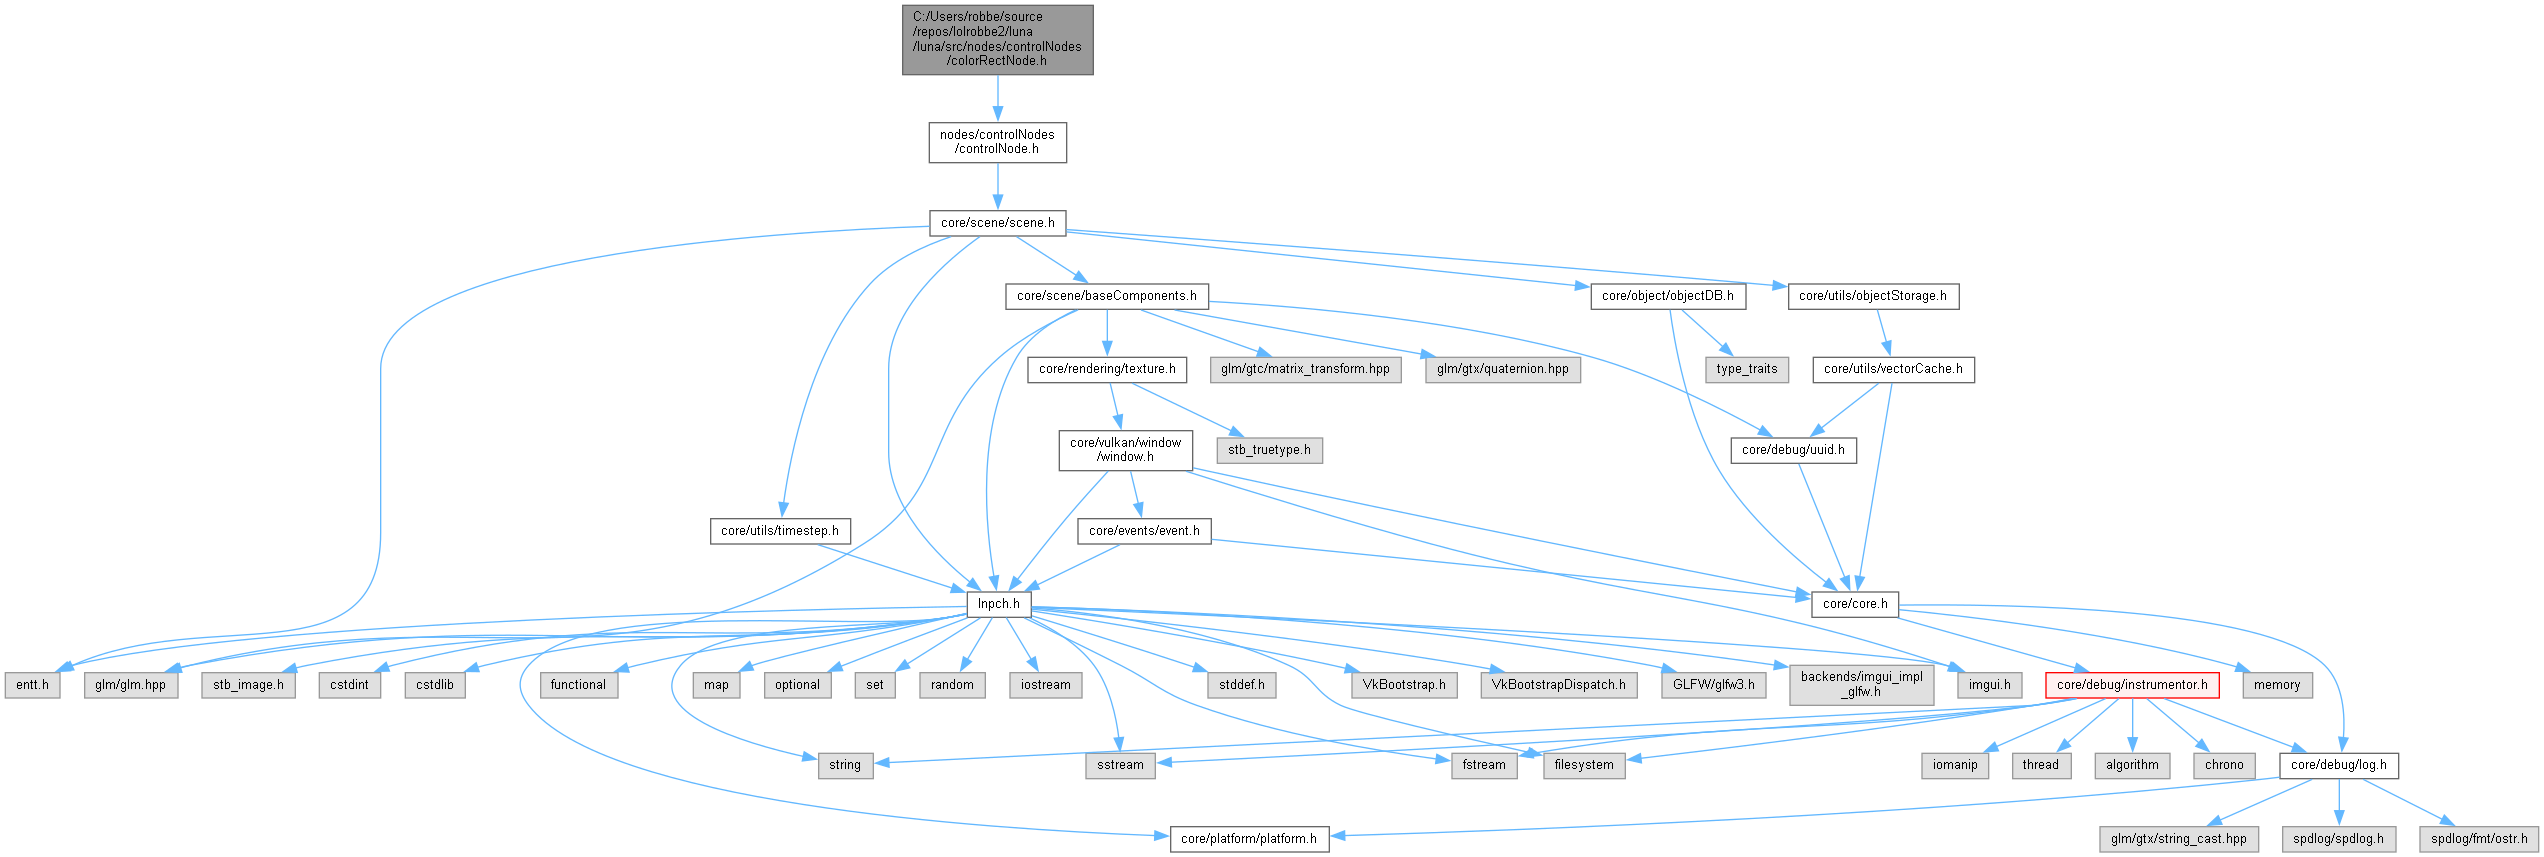 C:/Users/robbe/source
/repos/lolrobbe2/luna
/luna/src/nodes/controlNodes
/colorRectNode.h
nodes/controlNodes
/controlNode.h
core/scene/scene.h
core/scene/baseComponents.h
core/object/objectDB.h
core/utils/objectStorage.h
core/rendering/texture.h
glm/gtc/matrix_transform.hpp
glm/gtx/quaternion.hpp
type_traits
core/utils/vectorCache.h
core/vulkan/window
/window.h
stb_truetype.h
core/debug/uuid.h
core/utils/timestep.h
core/events/event.h
lnpch.h
core/core.h
entt.h
glm/glm.hpp
stb_image.h
cstdint
cstdlib
functional
map
optional
set
random
iostream
stddef.h
VkBootstrap.h
VkBootstrapDispatch.h
GLFW/glfw3.h
backends/imgui_impl
_glfw.h
imgui.h
core/debug/instrumentor.h
memory
string
sstream
fstream
filesystem
iomanip
thread
algorithm
chrono
core/debug/log.h
core/platform/platform.h
glm/gtx/string_cast.hpp
spdlog/spdlog.h
spdlog/fmt/ostr.h